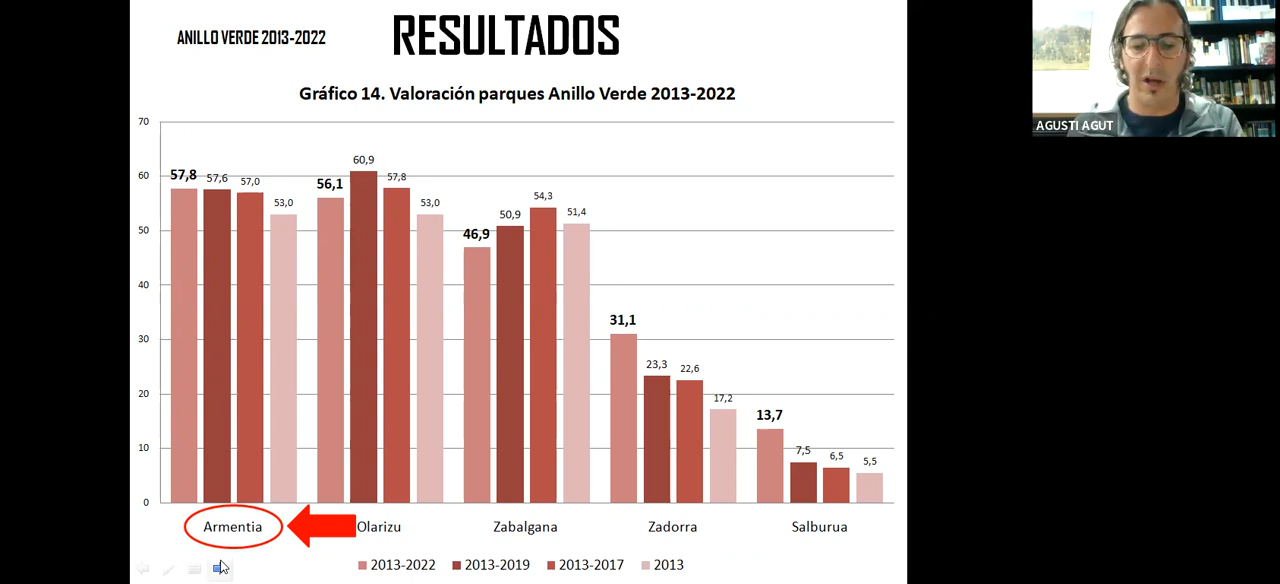 ANILLO VERDE 2013-2022
RESULTADOS
AGUSTI AGUT
Gráfico 14. Valoración parques Anillo Verde 2013-2022
70
60
50
40
30
20
10
0
57,8 57,6 57,0 53,0
56,1 60,9 57,8 53,0
46,9 50,9 54,3 51,4
31,1 23,3 22,6 17,2
13,7 7,5 6,5 5,5
Armentia Olarizu Zabalgana Zadorra Salburua
2013-2022 2013-2019 2013-2017 2013